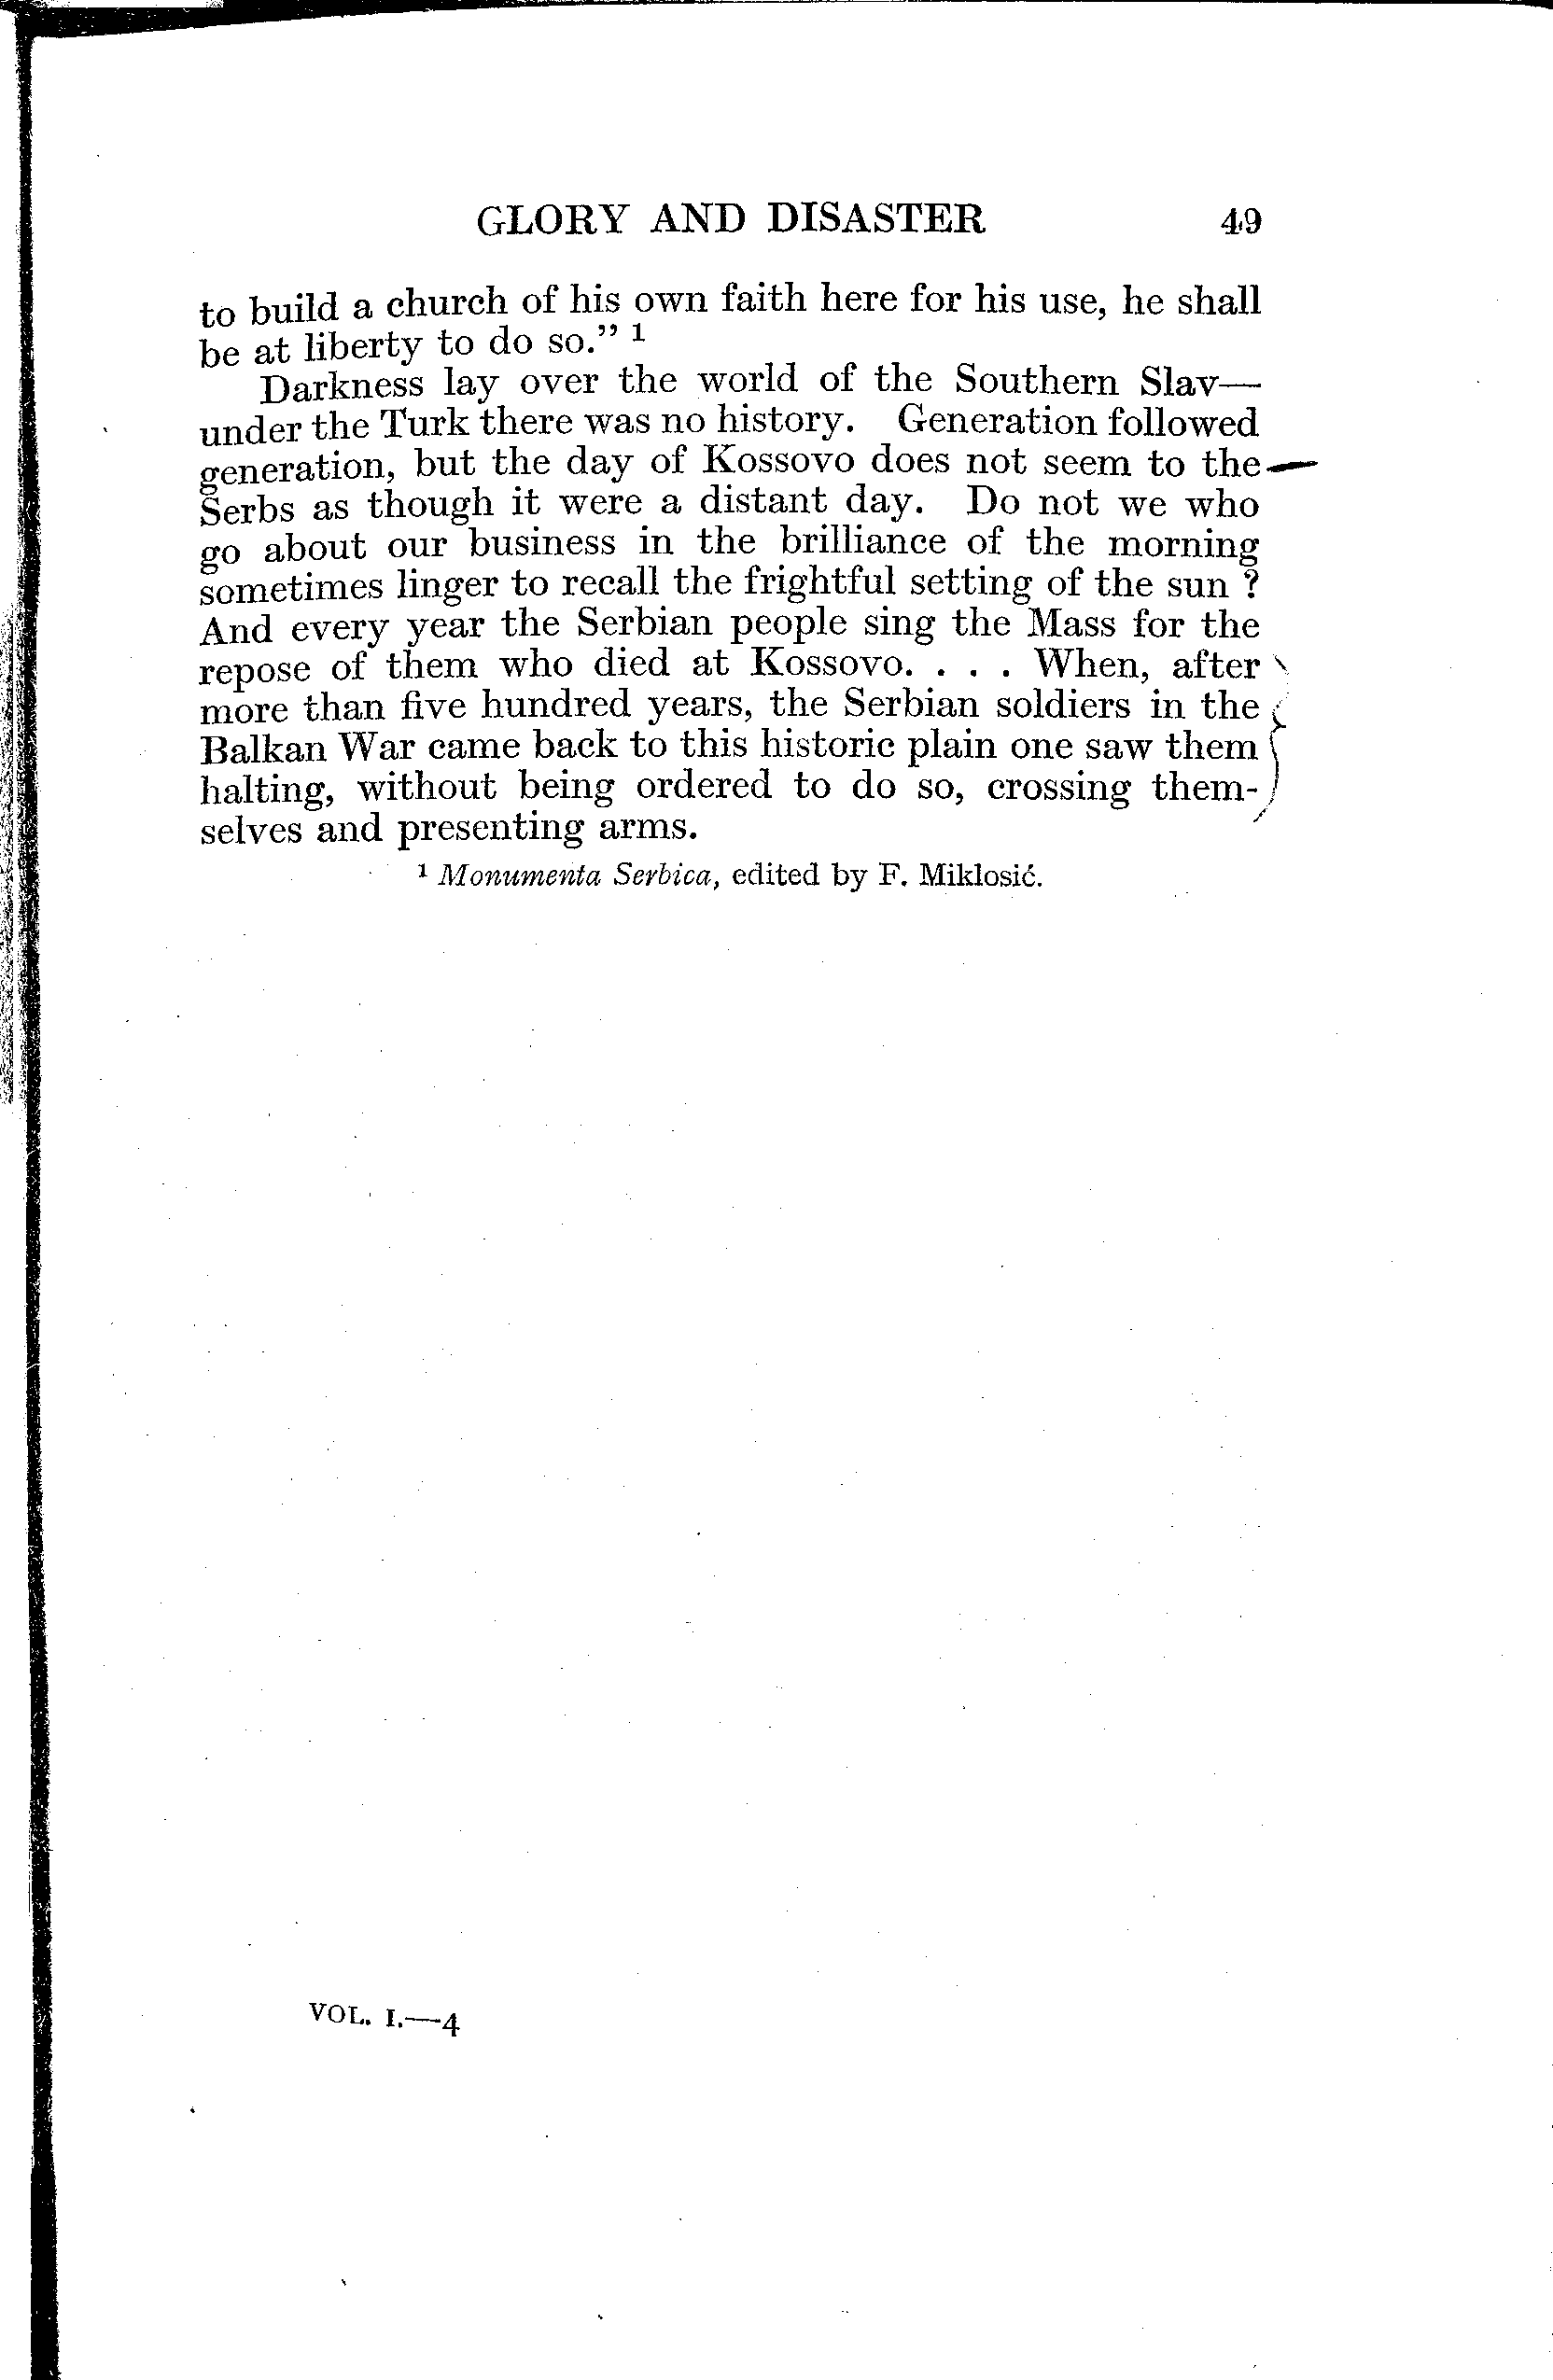 GLORY AND DISASTER 49
to build a church of his own faith here for his use, he shall
be at liberty to do so.” 1
Darkness lay over the world of the Southern Slav—
under the Turk there was no history. Generation followed
generation, but the day of Kossovo does not seem to the
Serbs as though it were a distant day. Do not we who
go about our business in the brilliance of the morning
sometimes linger to recall the frightful setting of the sun ?
And every year the Serbian people sing the Mass for the
repose of them who died at Kossovo. . . . When, after
more than five hundred years, the Serbian soldiers in the
Balkan War came back to this historic plain one saw them
halting, without being ordered to do so, crossing them-
selves and presenting arms.
1 Monumenta Serbica, edited by F. Miklosić.
VOL. I.—4